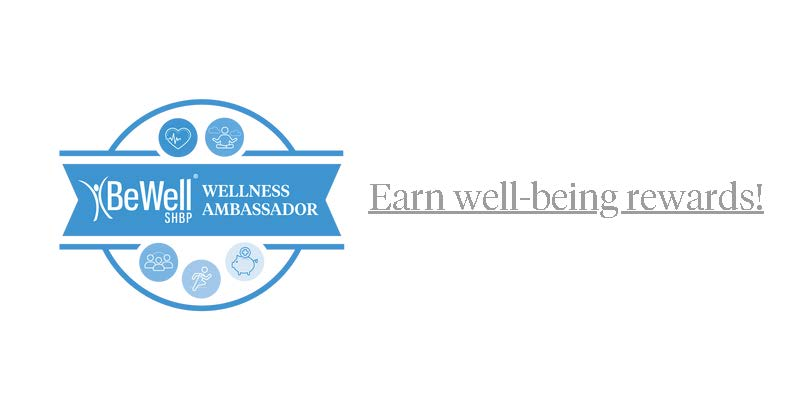 BeWell®
SHBP
WELLNESS
AMBASSADOR
Earn well-being rewards!